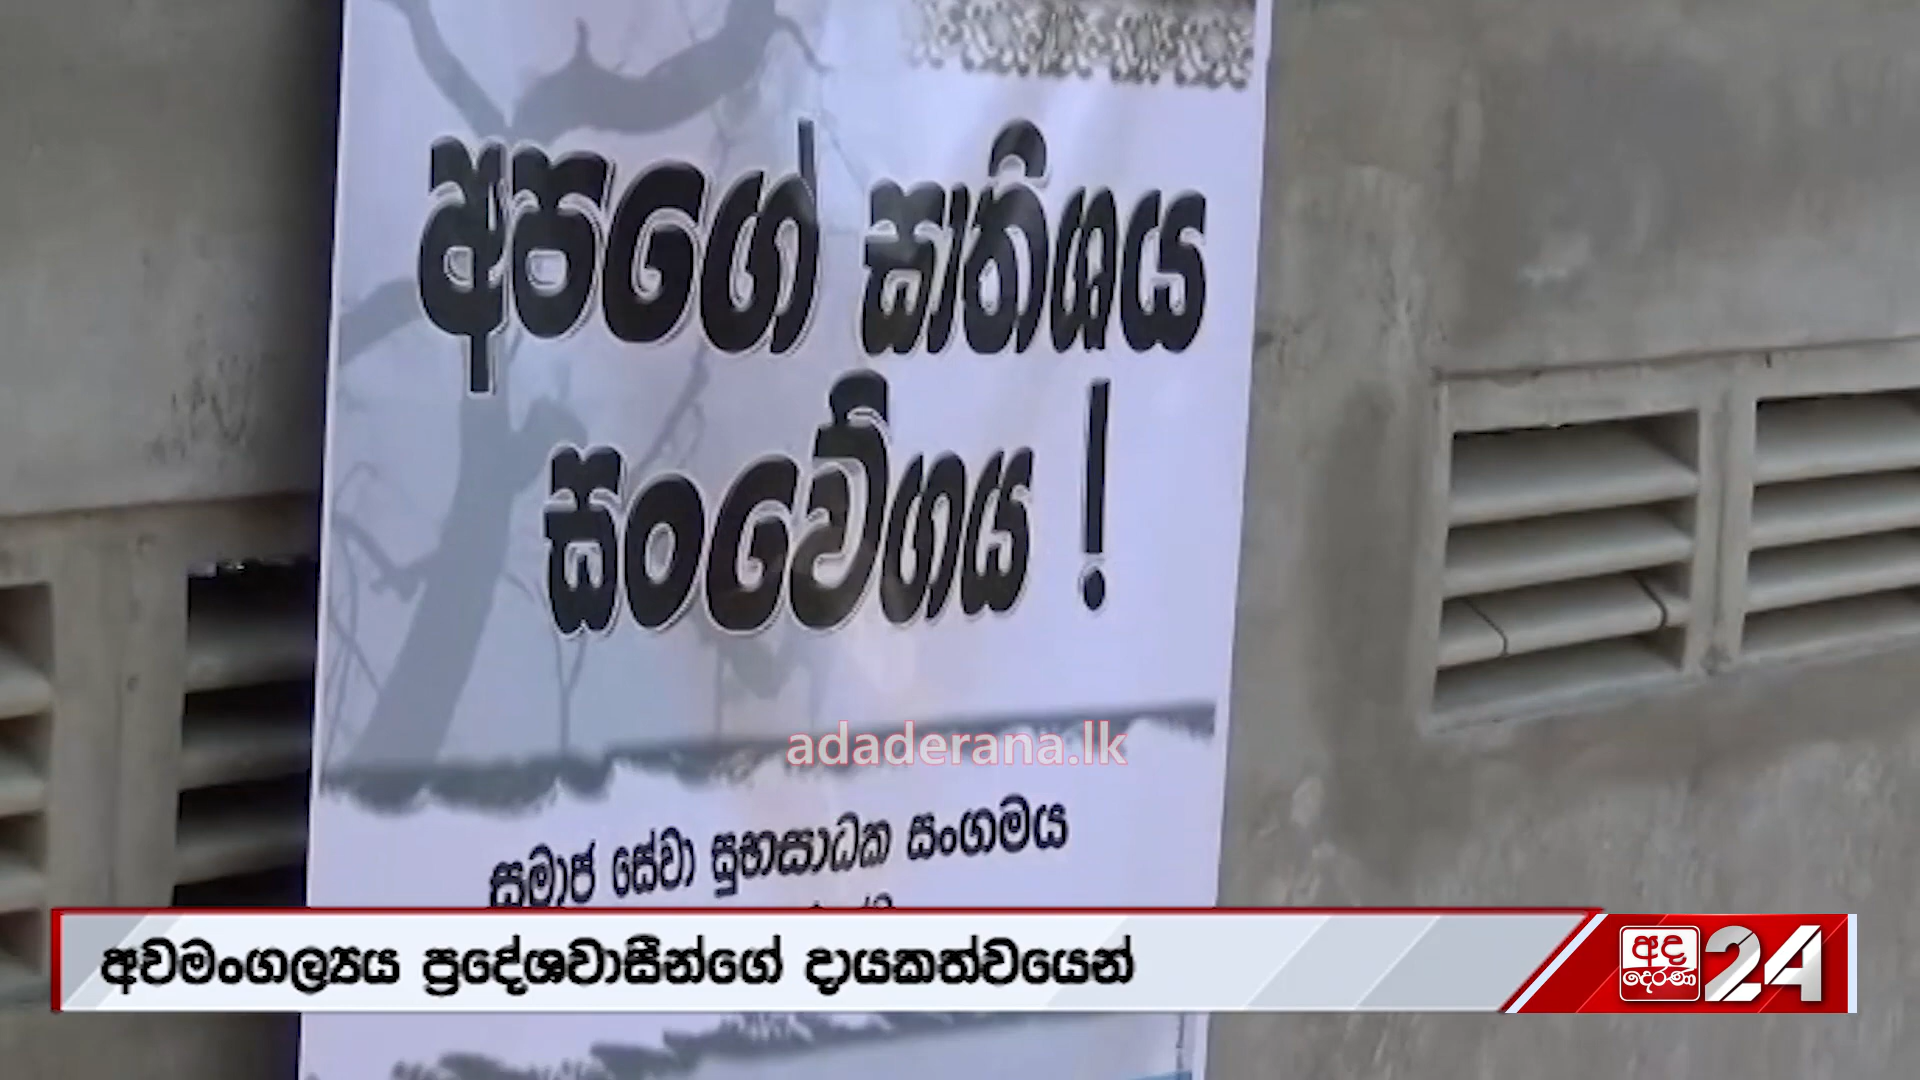 අපගේ සාතිශය
සංවේගය !
adaderana.lk
සමාජ සේවා සුභසාධක සංගමය
අවමංගල්‍යය ප්‍රදේශවාසීන්ගේ දායකත්වයෙන්
අද
දෙරණ
24